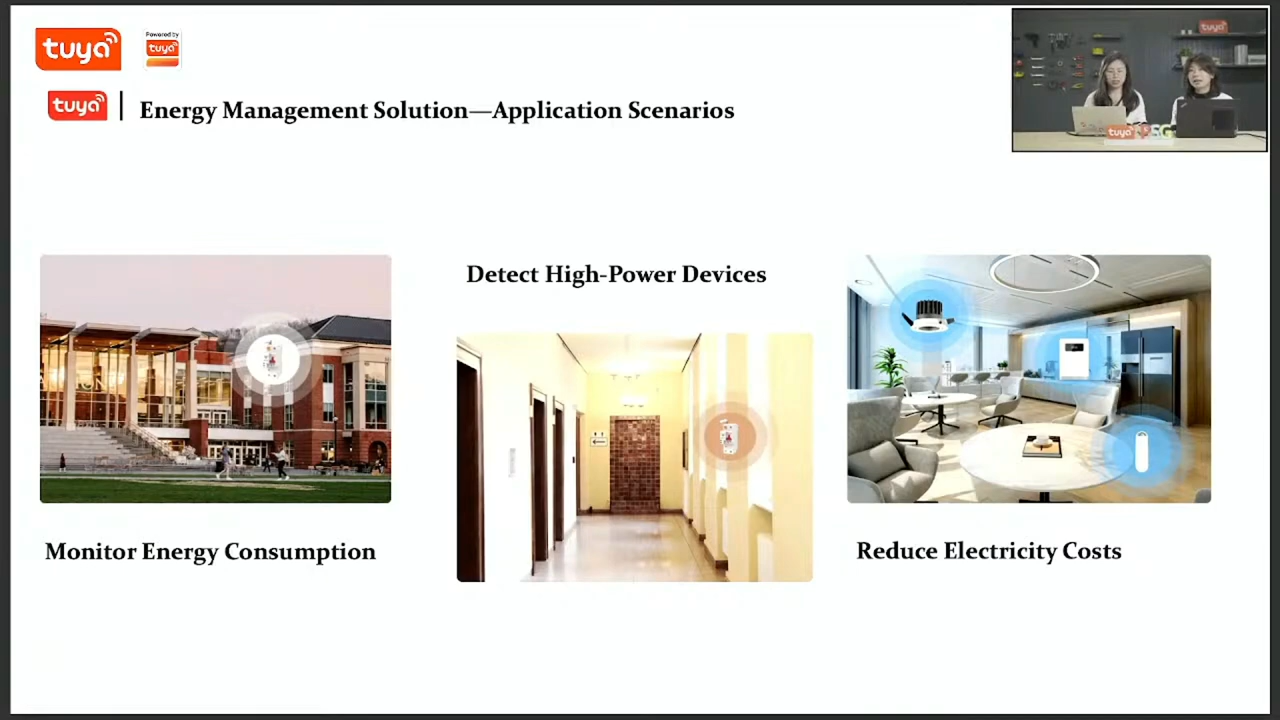 tuya
Powered by
tuya
tuya
Energy Management Solution—Application Scenarios
tuya
tuya
Detect High-Power Devices
Monitor Energy Consumption
Reduce Electricity Costs